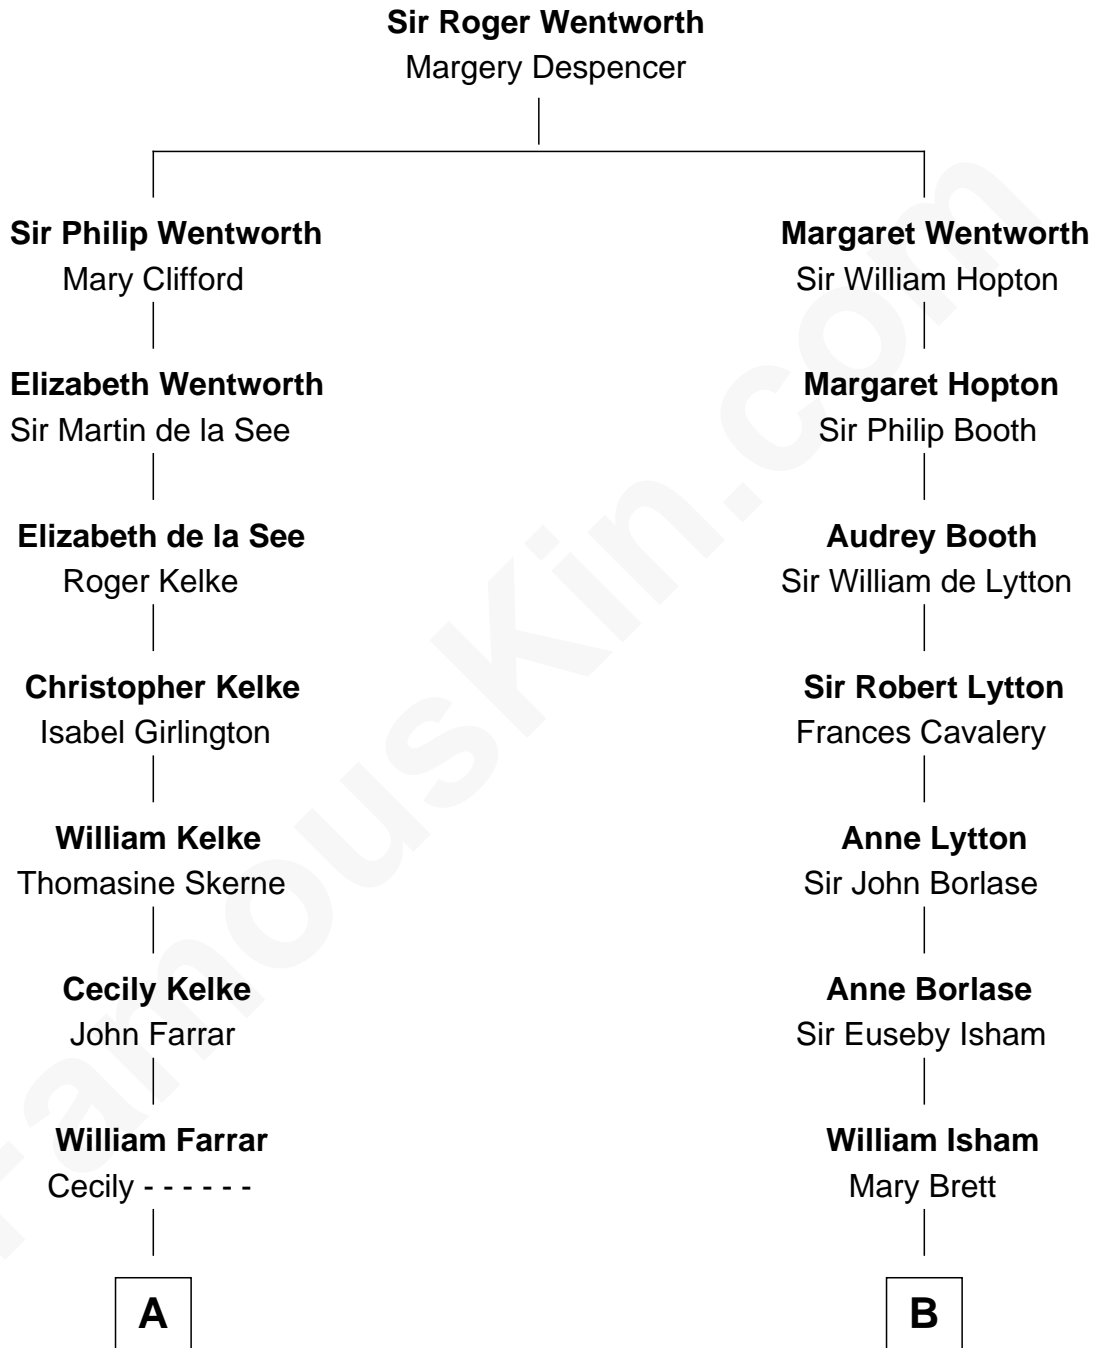 Sir Roger Wentworth
Margery Despencer
Sir Philip Wentworth
Mary Clifford
Margaret Wentworth
Sir William Hopton
Elizabeth Wentworth
Sir Martin de la See
Margaret Hopton
Sir Philip Booth
Elizabeth de la See
Roger Kelke
Audrey Booth
Sir William de Lytton
Christopher Kelke
Isabel Girlington
Sir Robert Lytton
Frances Cavalery
William Kelke
Thomasine Skerne
Anne Lytton
Sir John Borlase
Cecily Kelke
John Farrar
Anne Borlase
Sir Euseby Isham
William Farrar
Cecily - - - - - -
William Isham
Mary Brett
A
B
FamousKin.com